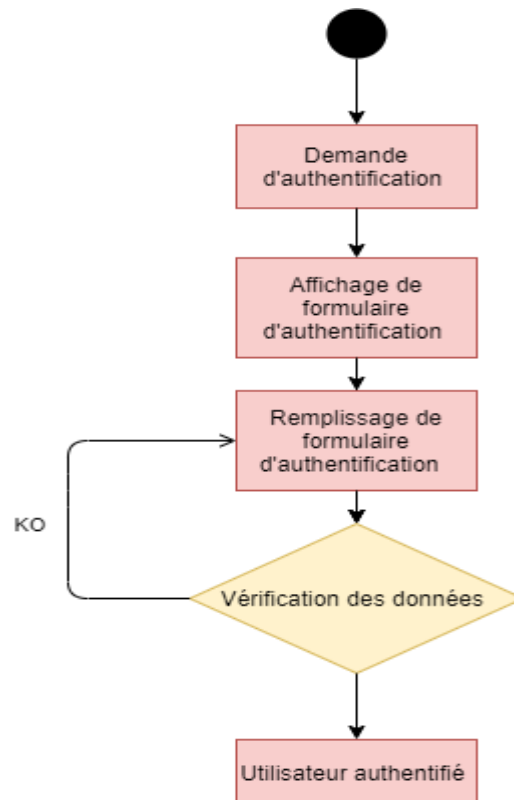 Demande
d'authentification
Affichage de
formulaire
d'authentification
Remplissage de
formulaire
d'authentification
KO
Vérification des données
Utilisateur authentifié